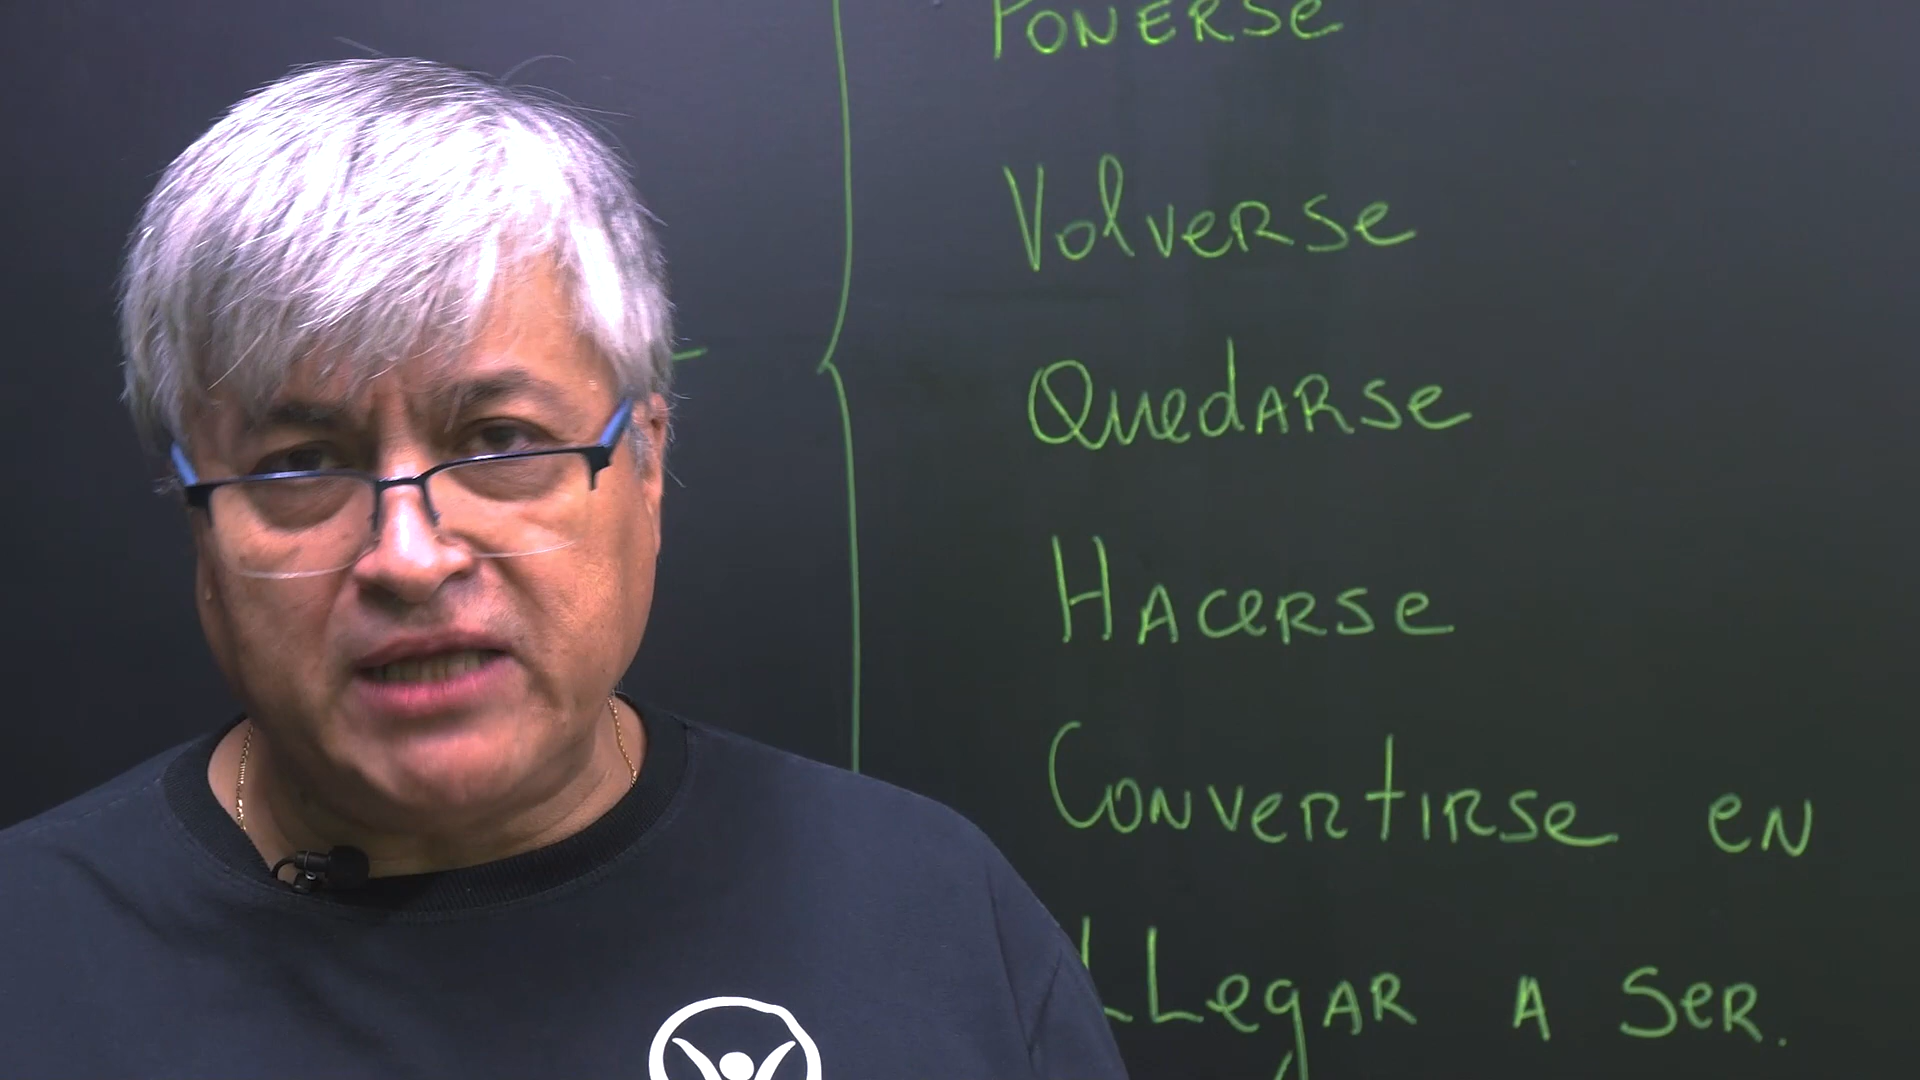 Ponerse
Volverse
Quedarse
Hacerse
Convertirse en
Llegar a ser.